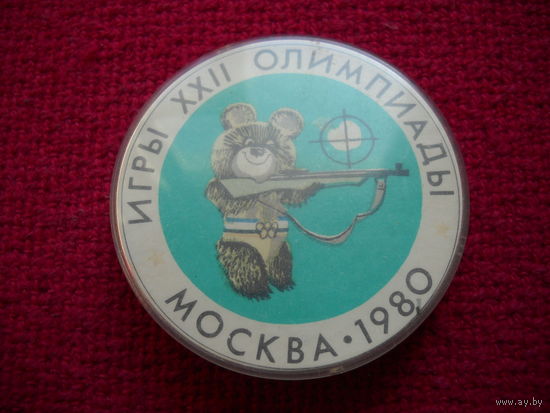 ИГРЫ XXII ОЛИМПИАДЫ
МОСКВА · 1980
www.ay.by